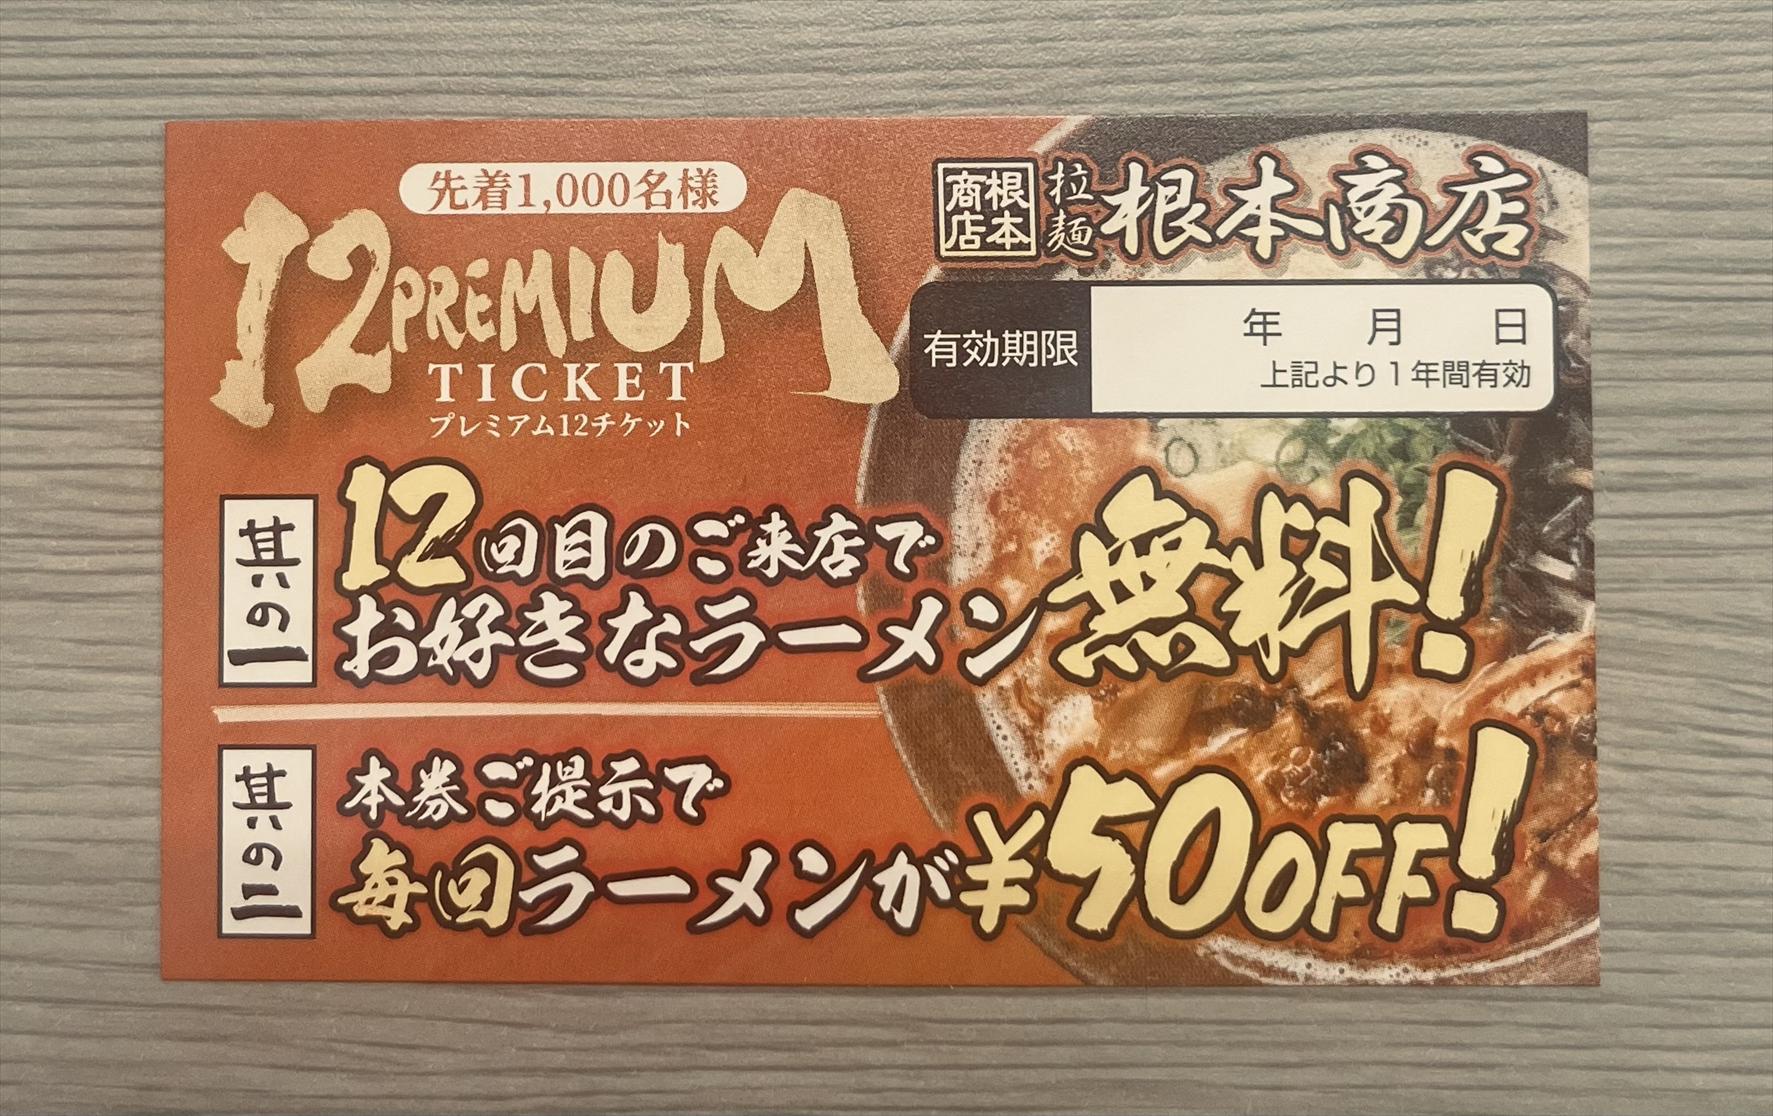 先着1,000名様
12 PREMIUM
TICKET
プレミアム12チケット
根本商店
拉麺 根本商店
有効期限
年 月 日
上記より1年間有効
其の一
12回目のご来店で
お好きなラーメン無料!
其の二
本券ご提示で
毎回ラーメンが¥50OFF!